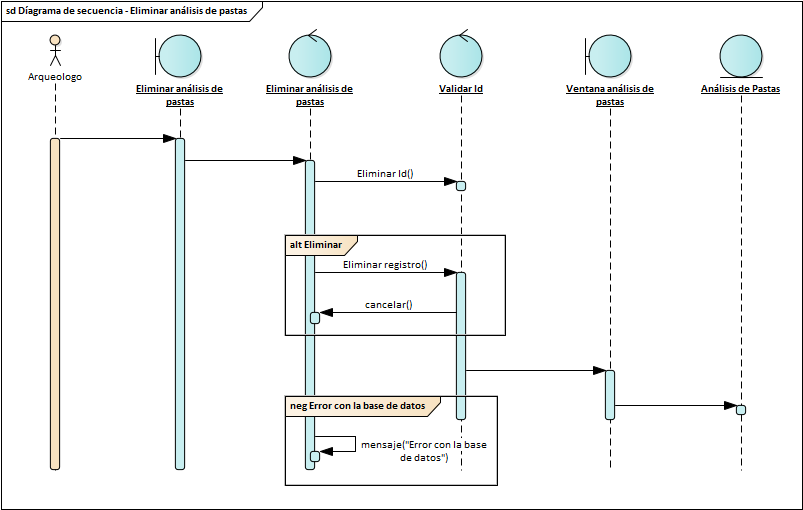 sd Díagrama de secuencia - Eliminar análisis de pastas
Arqueologo
Eliminar análisis de
pastas
Eliminar análisis de
pastas
Validar Id
Ventana análisis de
pastas
Análisis de Pastas
Eliminar Id()
alt Eliminar
Eliminar registro()
cancelar()
neg Error con la base de datos
mensaje("Error con la base
de datos")